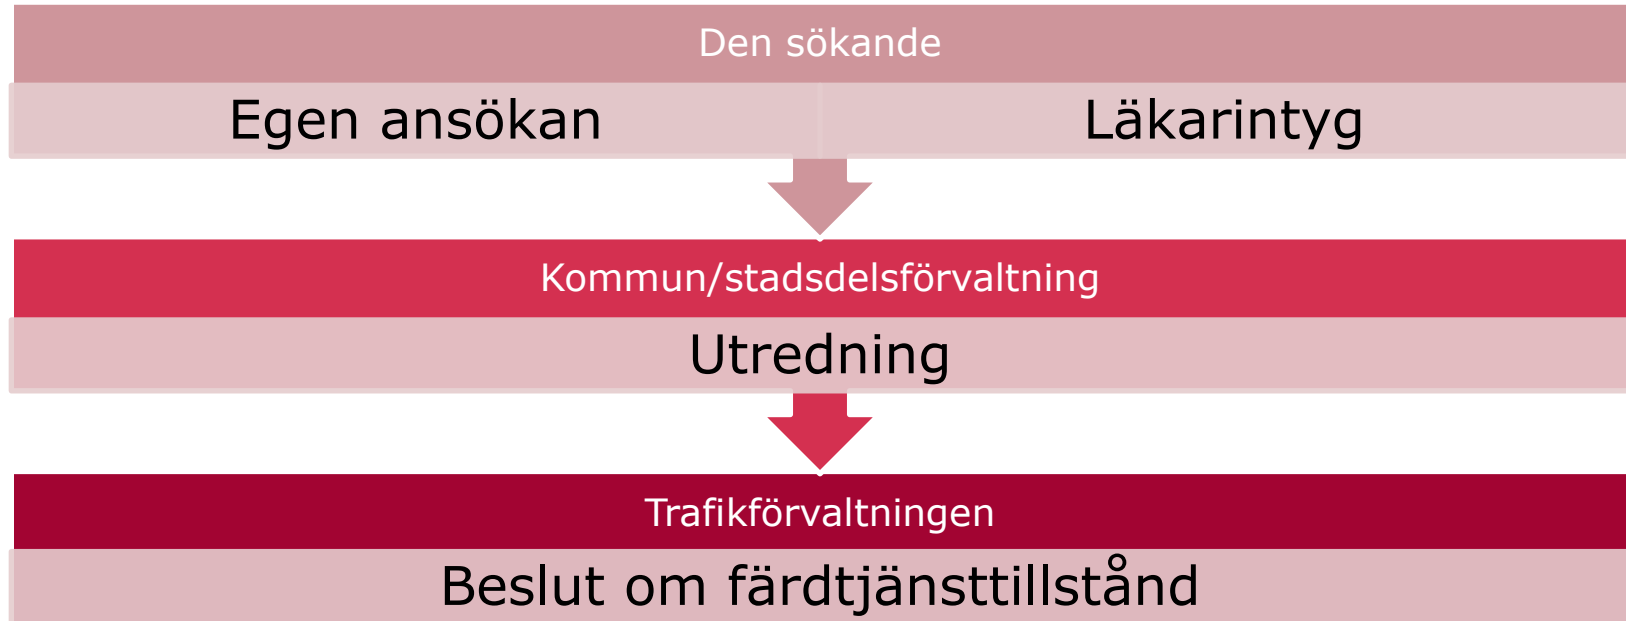 Den sökande
Egen ansökan
Läkarintyg
Kommun/stadsdelsförvaltning
Utredning
Trafikförvaltningen
Beslut om färdtjänsttillstånd